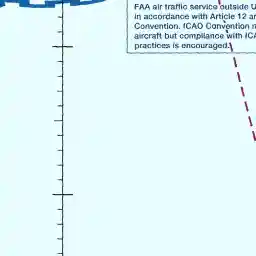 FAA air traffic service outside
in accordance with Article 12
Convention. ICAO Convention
aircraft but compliance with
practices is encouraged.